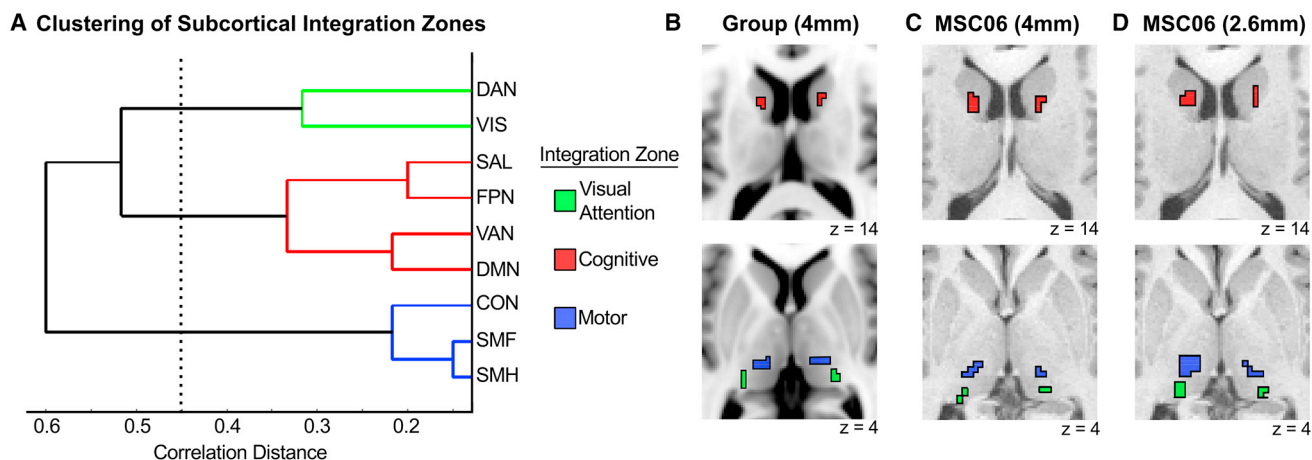 A Clustering of Subcortical Integration Zones
DAN
VIS
SAL
FPN
VAN
DMN
CON
SMF
SMH
0.6 0.5 0.4 0.3 0.2
Correlation Distance
Integration Zone
Visual
Attention
Cognitive
Motor
B Group (4mm)
z = 14
z = 4
C MSC06 (4mm)
z = 14
z = 4
D MSC06 (2.6mm)
z = 14
z = 4